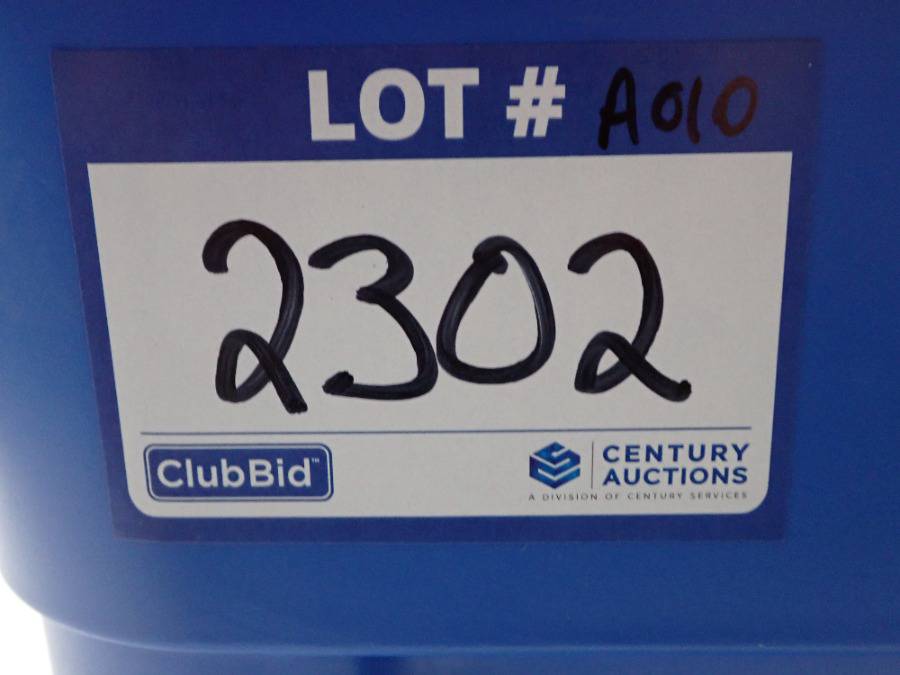 LOT # A010
2302
ClubBid™
CENTURY
AUCTIONS
A DIVISION OF CENTURY SERVICES